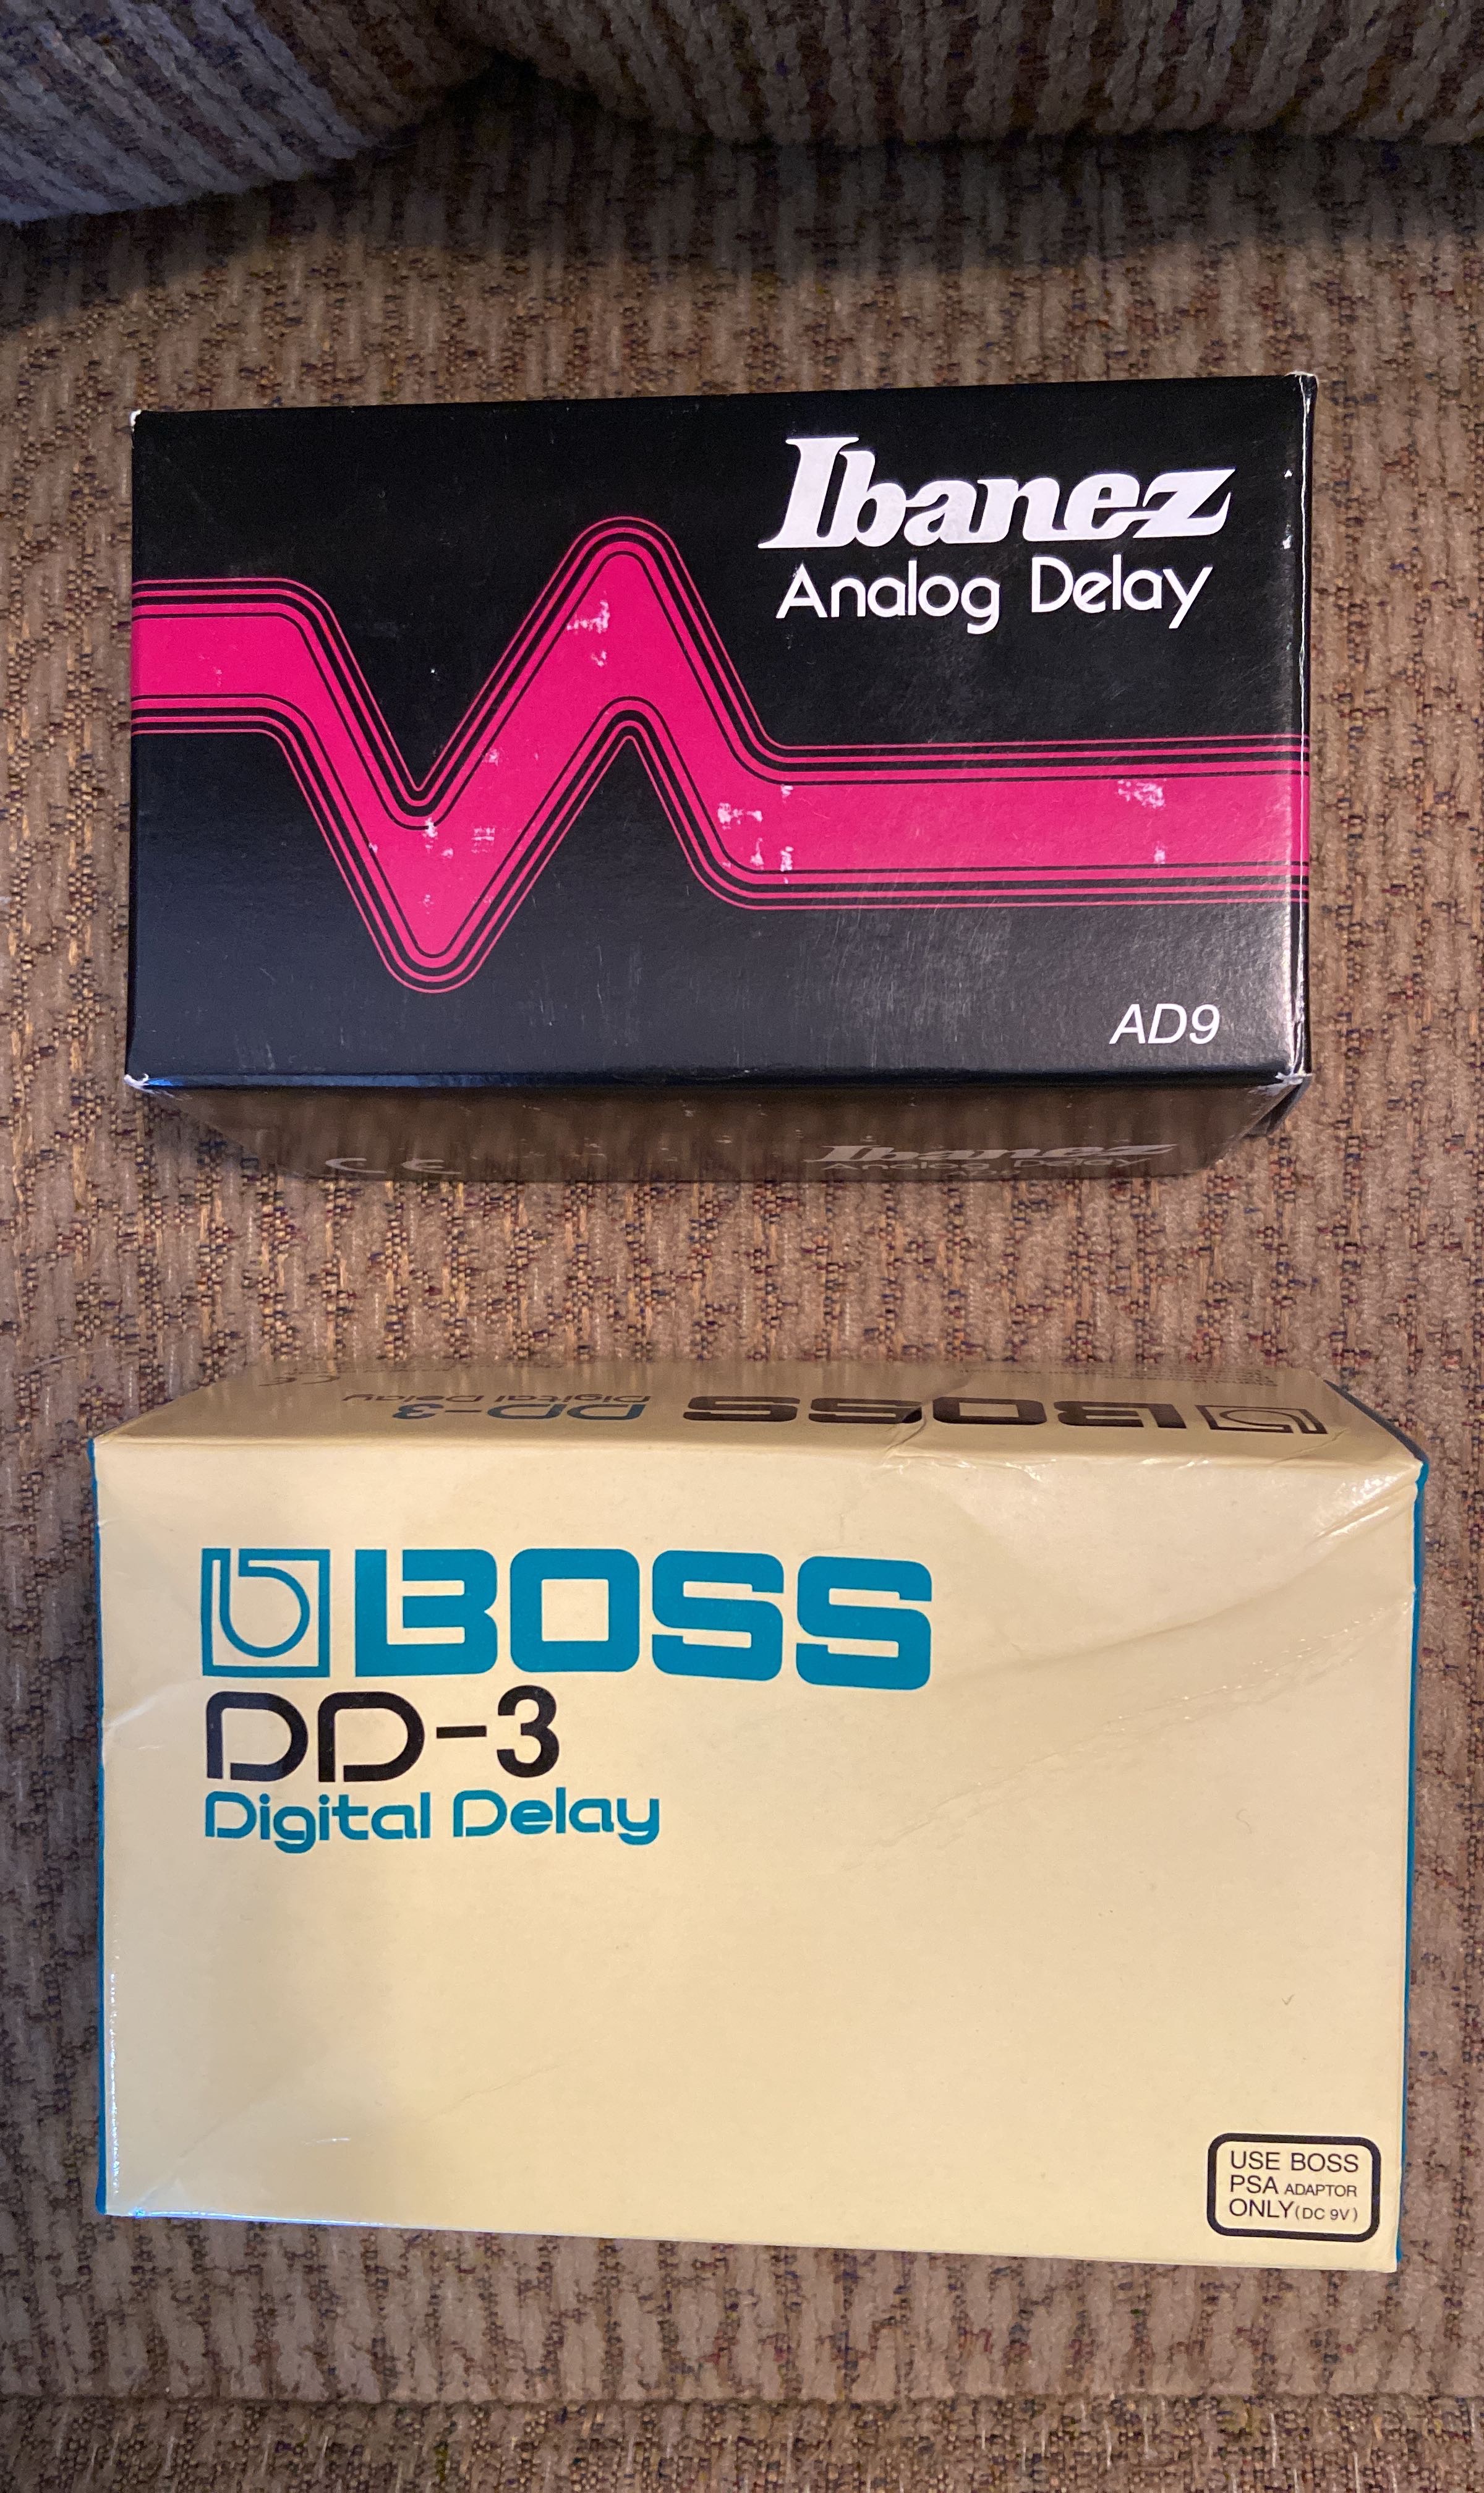 Ibanez
Analog Delay
AD9
CE
Ibanez
Analog Delay
BOSS
DD-3
Digital Delay
BOSS
DD-3
Digital Delay
USE BOSS
PSA ADAPTOR
ONLY (DC 9V)